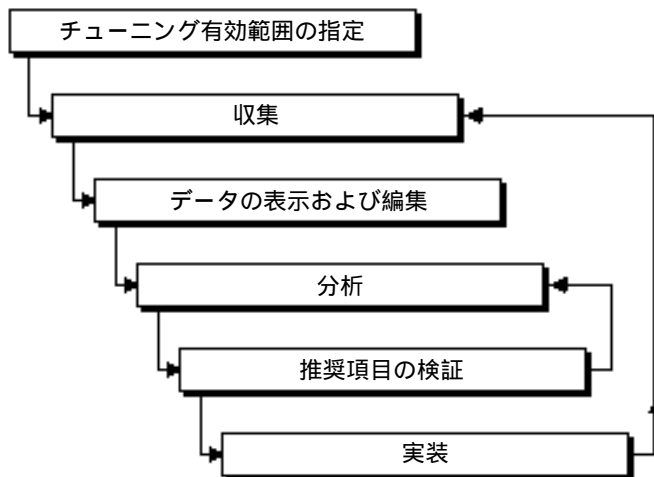 チューニング有効範囲の指定
収集
データの表示および編集
分析
推奨項目の検証
実装